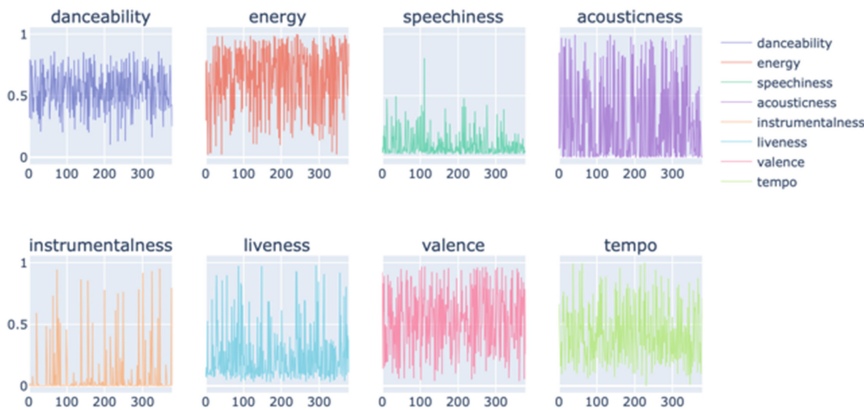 danceability energy speechiness acousticness
1
0.5
0
0 100 200 300 0 100 200 300 0 100 200 300 0 100 200 300
danceability
energy
speechiness
acousticness
instrumentalness
liveness
valence
tempo
instrumentalness liveness valence tempo
1
0.5
0
0 100 200 300 0 100 200 300 0 100 200 300 0 100 200 300